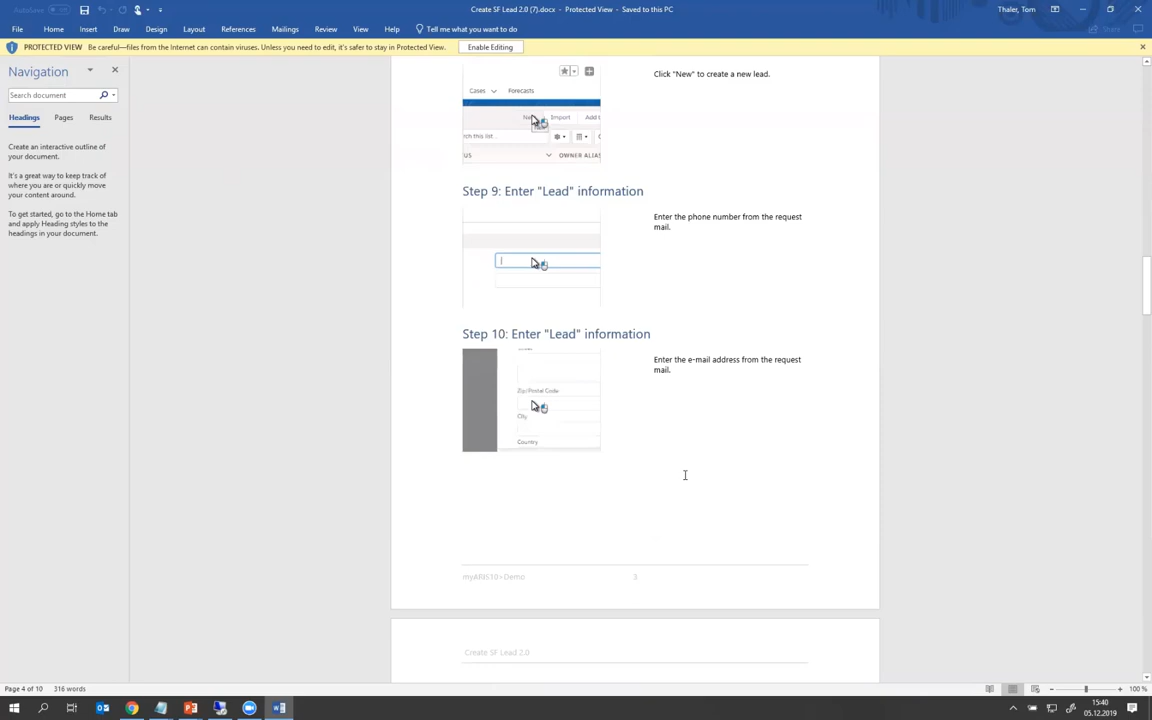 AutoSave
Create SF Lead 2.0 (7).docx - Protected View - Saved to this PC
Thaler, Tom
File Home Insert Draw Design Layout References Mailings Review View Help Tell me what you want to do
Share
PROTECTED VIEW Be careful—files from the Internet can contain viruses. Unless you need to edit, it's safer to stay in Protected View. Enable Editing
Navigation
Search document
Headings Pages Results
Create an interactive outline of
your document.
It's a great way to keep track of
where you are or quickly move
your content around.
To get started, go to the Home tab
and apply Heading styles to the
headings in your document.
Cases Forecasts
Import
OWNER ALIAS
Click "New" to create a new lead.
Step 9: Enter "Lead" information
Enter the phone number from the request
mail.
Step 10: Enter "Lead" information
Zip/Postal Code
City
Country
Enter the e-mail address from the request
mail.
myARIS10>Demo 3
Create SF Lead 2.0
Page 4 of 10 316 words
100 %
15:40
05.12.2019